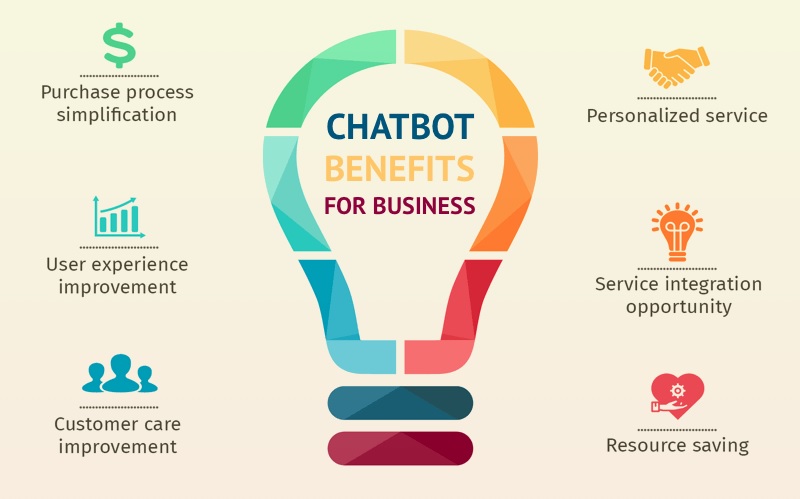 CHATBOT
BENEFITS
FOR BUSINESS
Purchase process
simplification
User experience
improvement
Customer care
improvement
Personalized service
Service integration
opportunity
Resource saving